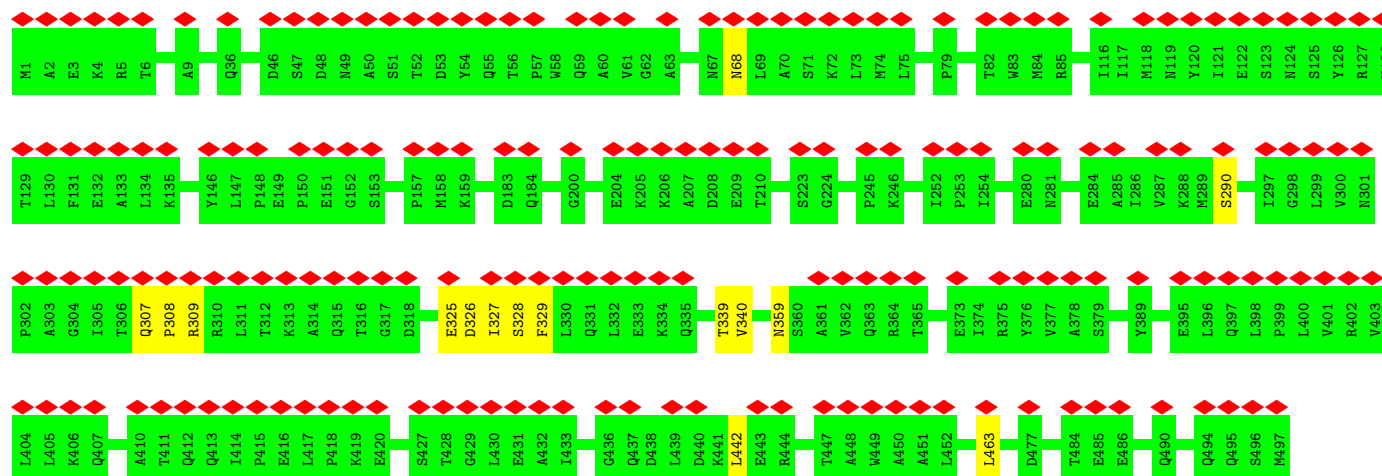 M1 A2 E3 K4 R5 T6 A9 Q36 D46 S47 D48 N49 A50 S51 T52 D53 Y54 Q55 T56 P57 W58 Q59 A60 V61 G62 A63 N67 N68 L69 A70 S71 K72 L73 M74 L75 P79 T82 W83 M84 R85 I116 I117 M118 N119 Y120 I121 E122 S123 N124 S125 Y126 R127
T129 L130 F131 E132 A133 L134 K135 Y146 L147 P148 E149 P150 E151 G152 S153 P157 M158 K159 D183 Q184 G200 E204 K205 K206 A207 D208 E209 T210 S223 G224 P245 K246 I252 P253 I254 E280 N281 E284 A285 I286 V287 K288 M289 S290 I297 G298 L299 V300 N301
P302 A303 G304 I305 T306 Q307 P308 R309 R310 L311 T312 K313 A314 Q315 T316 G317 D318 E325 D326 I327 S328 F329 L330 Q331 L332 E333 K334 Q335 T339 V340 N359 S360 A361 V362 Q363 R364 T365 E373 I374 R375 Y376 V377 A378 S379 Y389 E395 L396 Q397 L398 P399 L400 V401 R402 V403
L404 L405 K406 Q407 A410 T411 Q412 Q413 I414 P415 E416 L417 P418 K419 E420 S427 T428 G429 L430 E431 A432 I433 G436 Q437 D438 L439 D440 K441 L442 E443 R444 T447 A448 W449 A450 A451 L452 L463 D477 T484 E485 E486 Q490 Q494 Q495 S496 M497